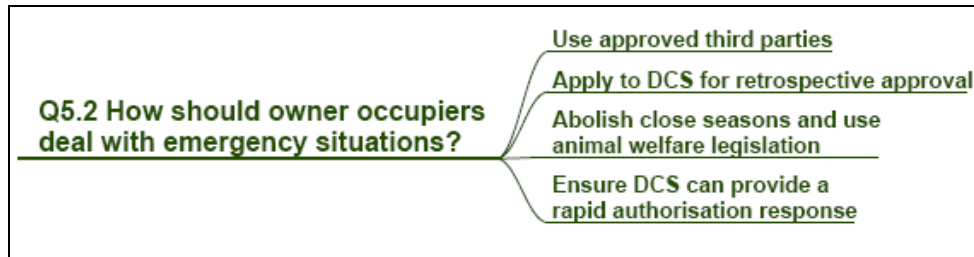 Q5.2 How should owner occupiers
deal with emergency situations?
Use approved third parties
Apply to DCS for retrospective approval
Abolish close seasons and use
animal welfare legislation
Ensure DCS can provide a
rapid authorisation response